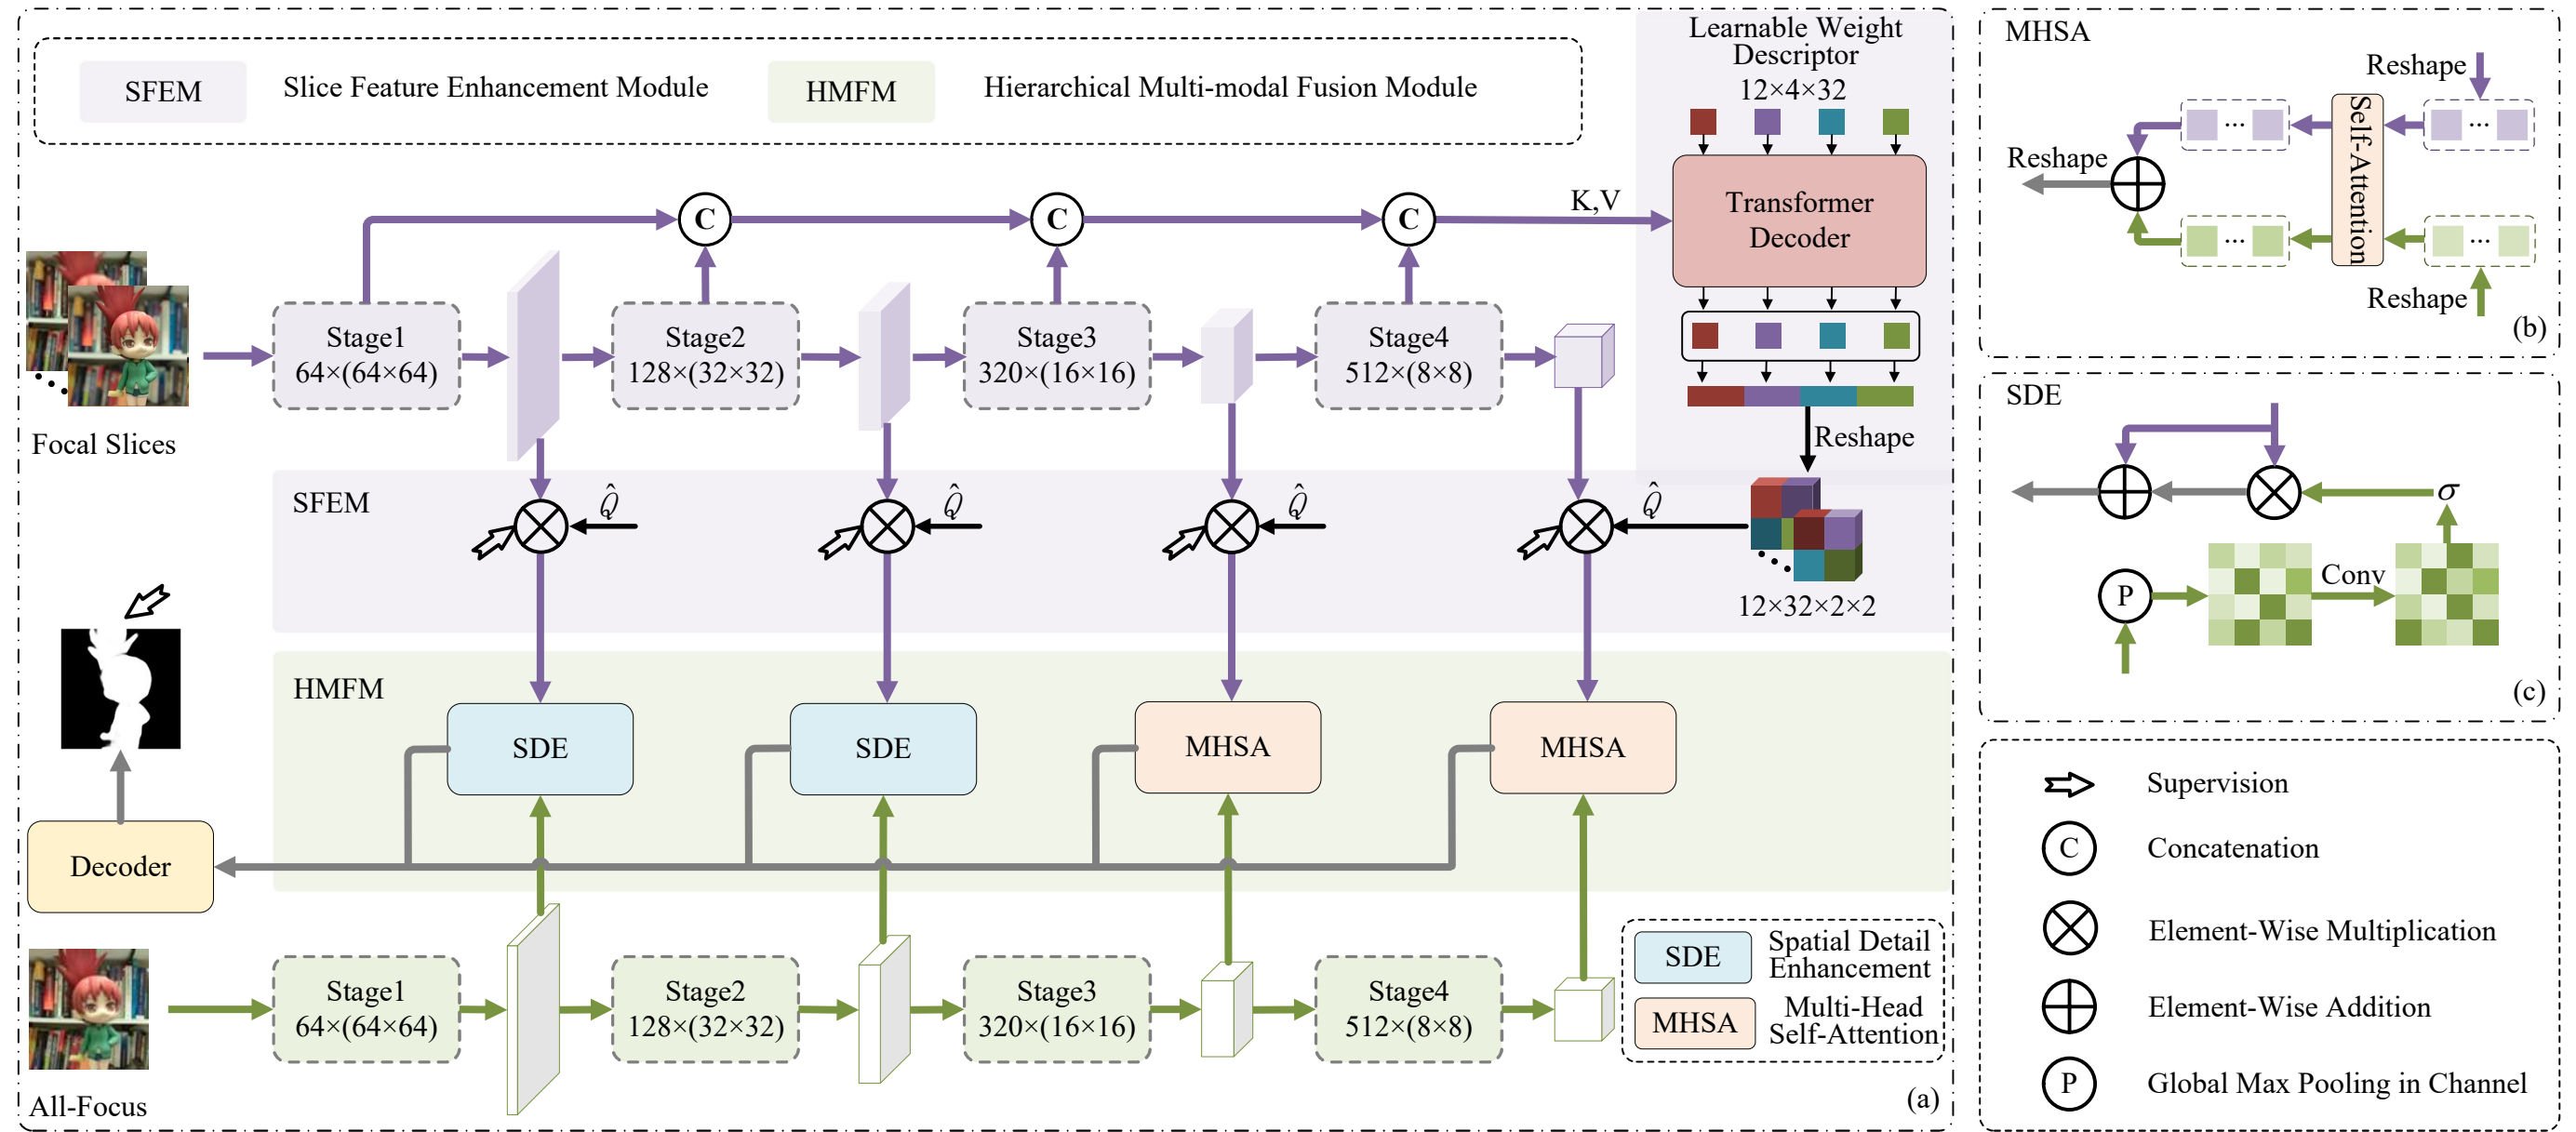 SFEM
Slice Feature Enhancement Module
HMFM
Hierarchical Multi-modal Fusion Module
Learnable Weight
Descriptor
12×4×32
Transformer
Decoder
K,V
C
C
C
Focal Slices
Stage1
64×(64×64)
Stage2
128×(32×32)
Stage3
320×(16×16)
Stage4
512×(8×8)
Reshape
SFEM
Q̂
Q̂
Q̂
Q̂
12×32×2×2
HMFM
SDE
SDE
MHSA
MHSA
Decoder
All-Focus
Stage1
64×(64×64)
Stage2
128×(32×32)
Stage3
320×(16×16)
Stage4
512×(8×8)
SDE
Spatial Detail
Enhancement
MHSA
Multi-Head
Self-Attention
(a)
MHSA
Reshape
Self-Attention
Reshape
Reshape
(b)
SDE
σ
P
Conv
(c)
Supervision
C
Concatenation
Element-Wise Multiplication
Element-Wise Addition
P
Global Max Pooling in Channel